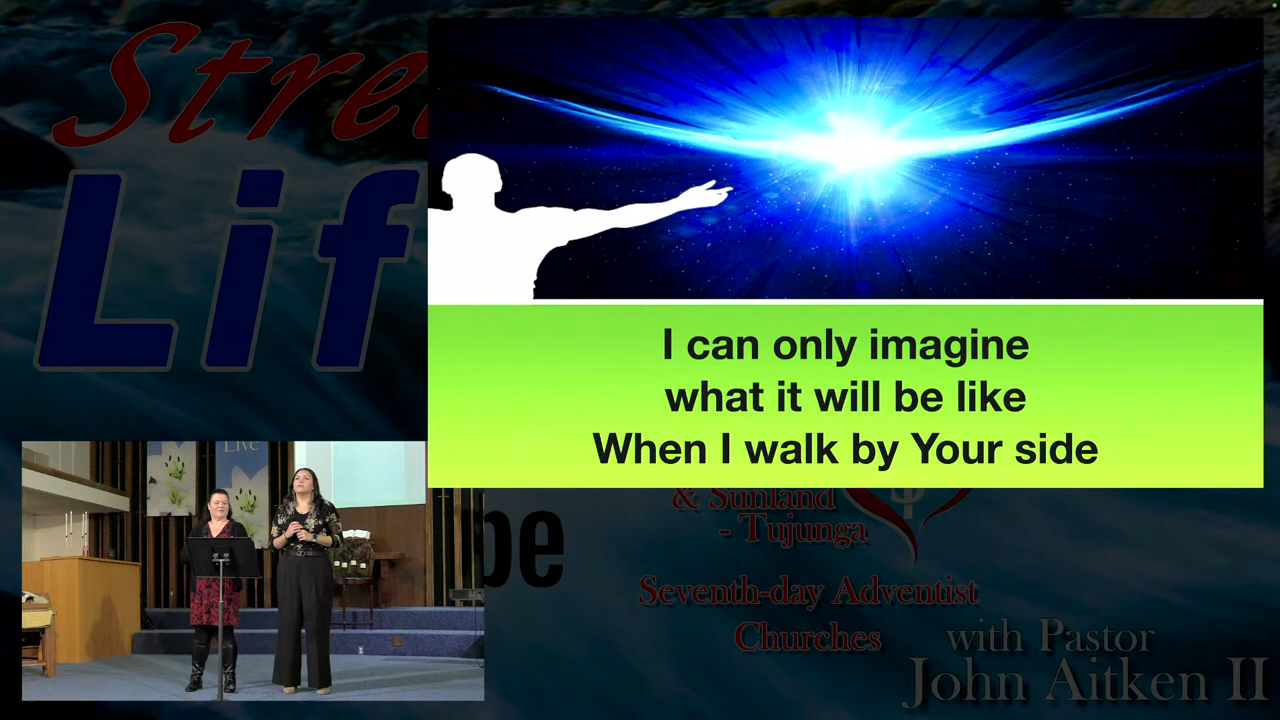 Stre
Lif
I can only imagine
what it will be like
When I walk by Your side
Live
be
& Sunland
- Tujunga
Seventh-day Adventist
Churches
with Pastor
John Aitken II